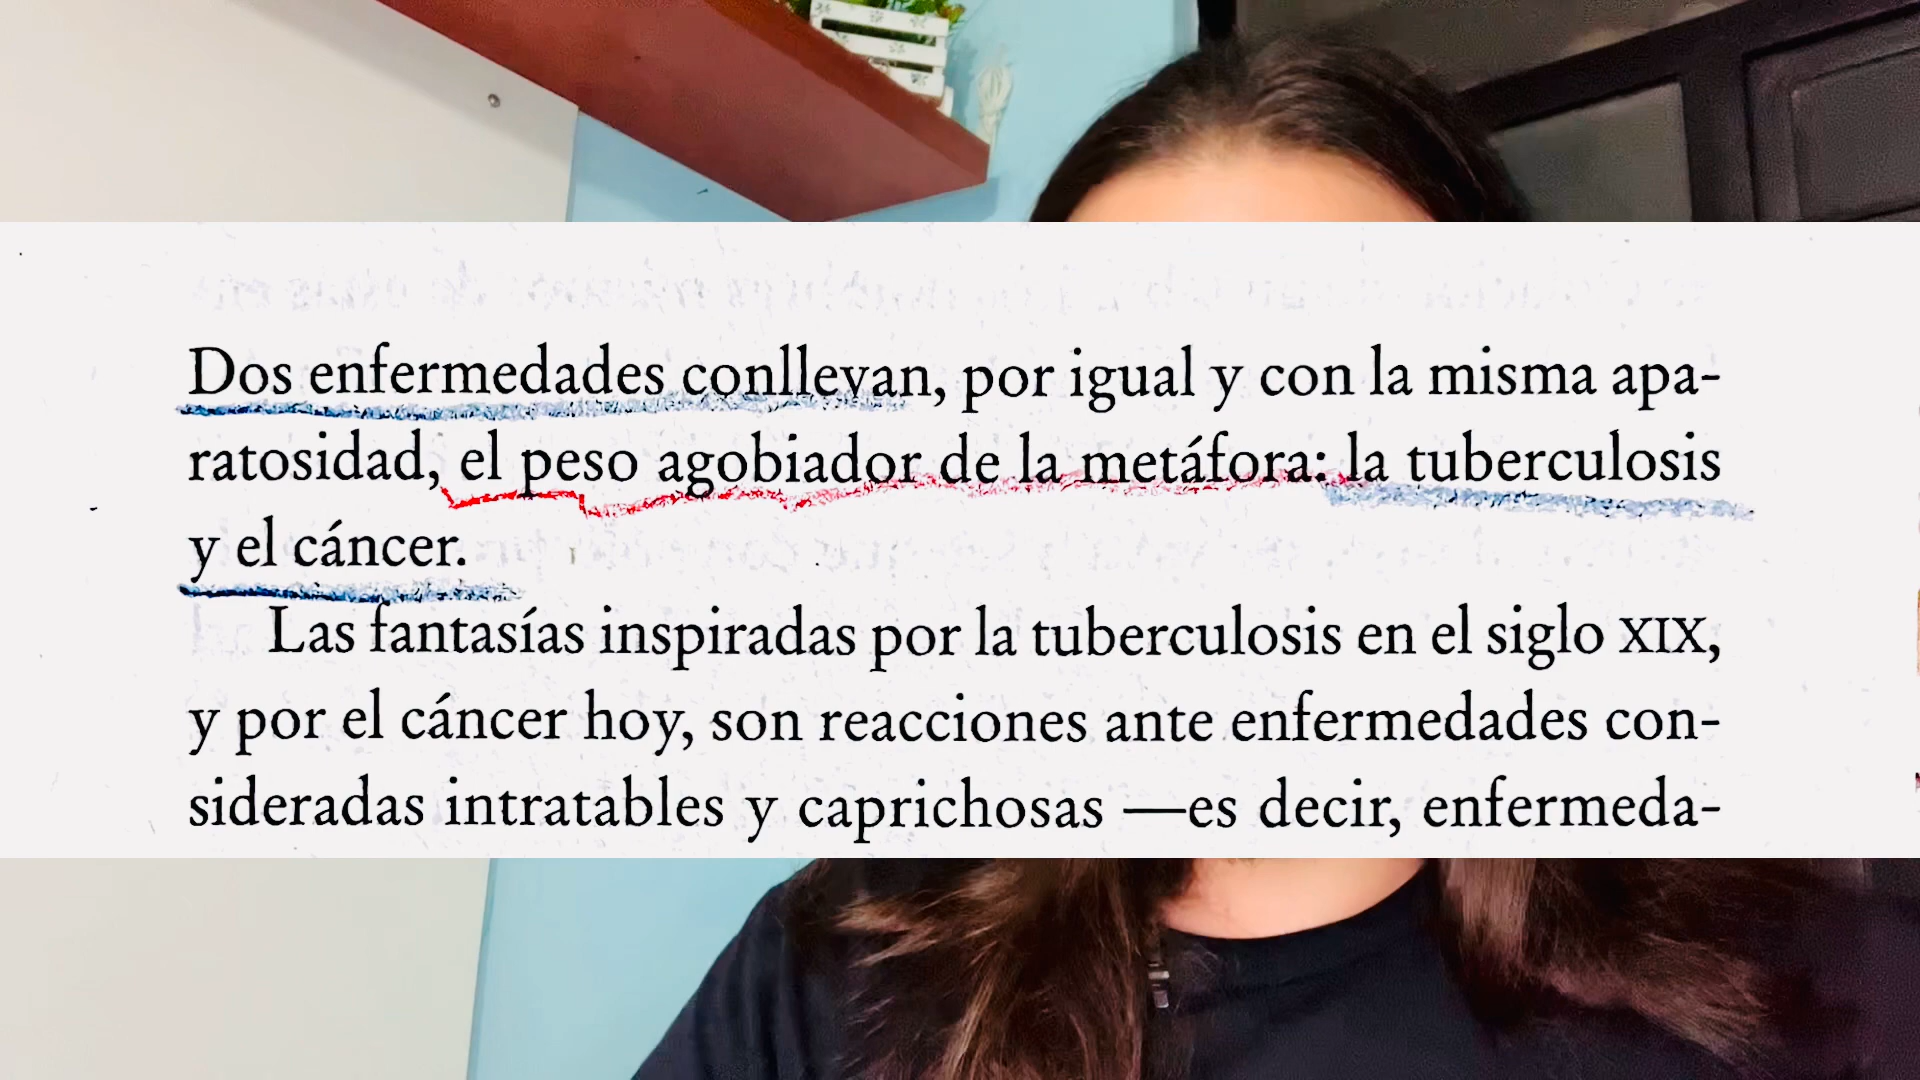 Dos enfermedades conllevan, por igual y con la misma apa-
ratosidad, el peso agobiador de la metáfora: la tuberculosis
y el cáncer.
Las fantasías inspiradas por la tuberculosis en el siglo XIX,
y por el cáncer hoy, son reacciones ante enfermedades con-
sideradas intratables y caprichosas —es decir, enfermeda-